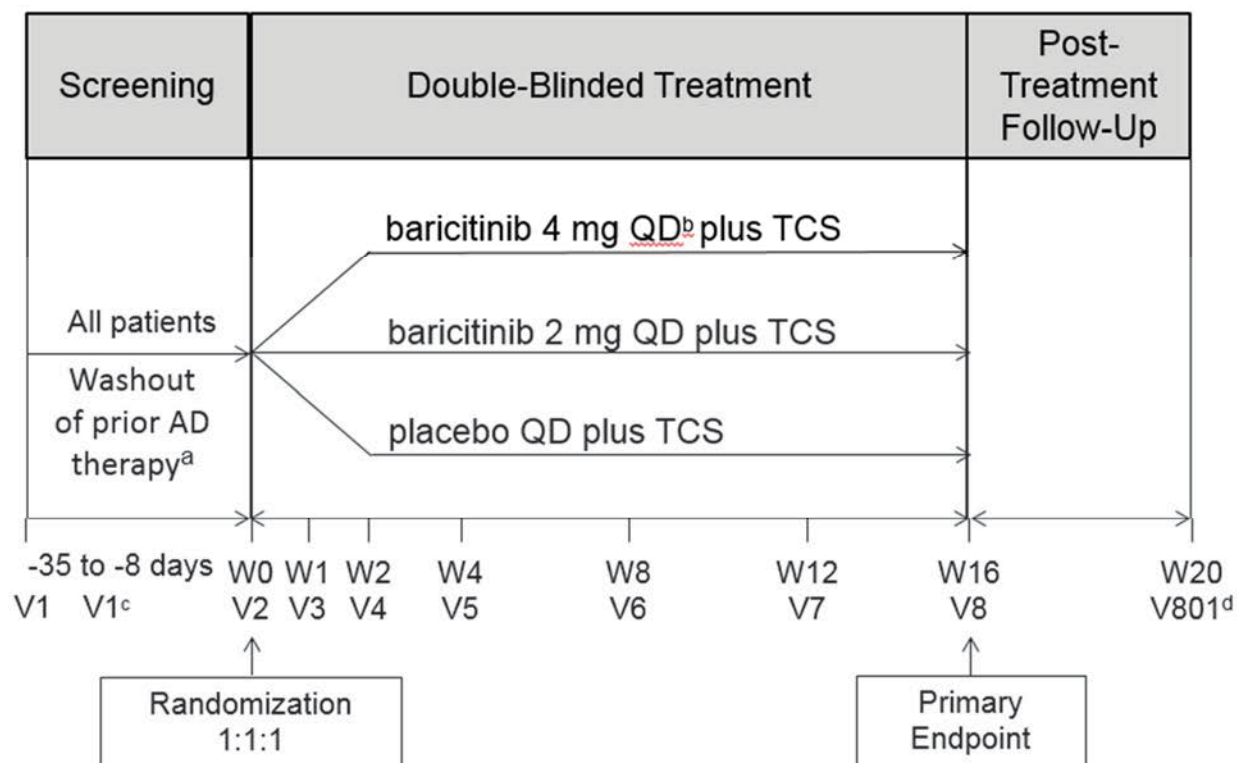 Screening
Double-Blinded Treatment
Post-
Treatment
Follow-Up
baricitinib 4 mg QDᵇ plus TCS
All patients
baricitinib 2 mg QD plus TCS
Washout
of prior AD
therapyᵃ
placebo QD plus TCS
-35 to -8 days W0 W1 W2 W4 W8 W12 W16 W20
V1 V1ᶜ V2 V3 V4 V5 V6 V7 V8 V801ᵈ
Randomization
1:1:1
Primary
Endpoint